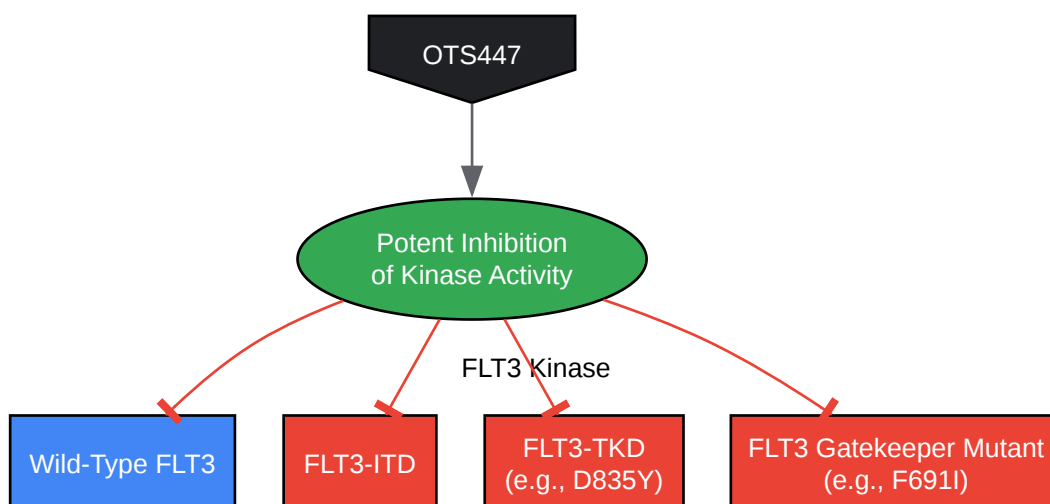 OTS447
Potent Inhibition
of Kinase Activity
FLT3 Kinase
Wild-Type FLT3
FLT3-ITD
FLT3-TKD
(e.g., D835Y)
FLT3 Gatekeeper Mutant
(e.g., F691I)